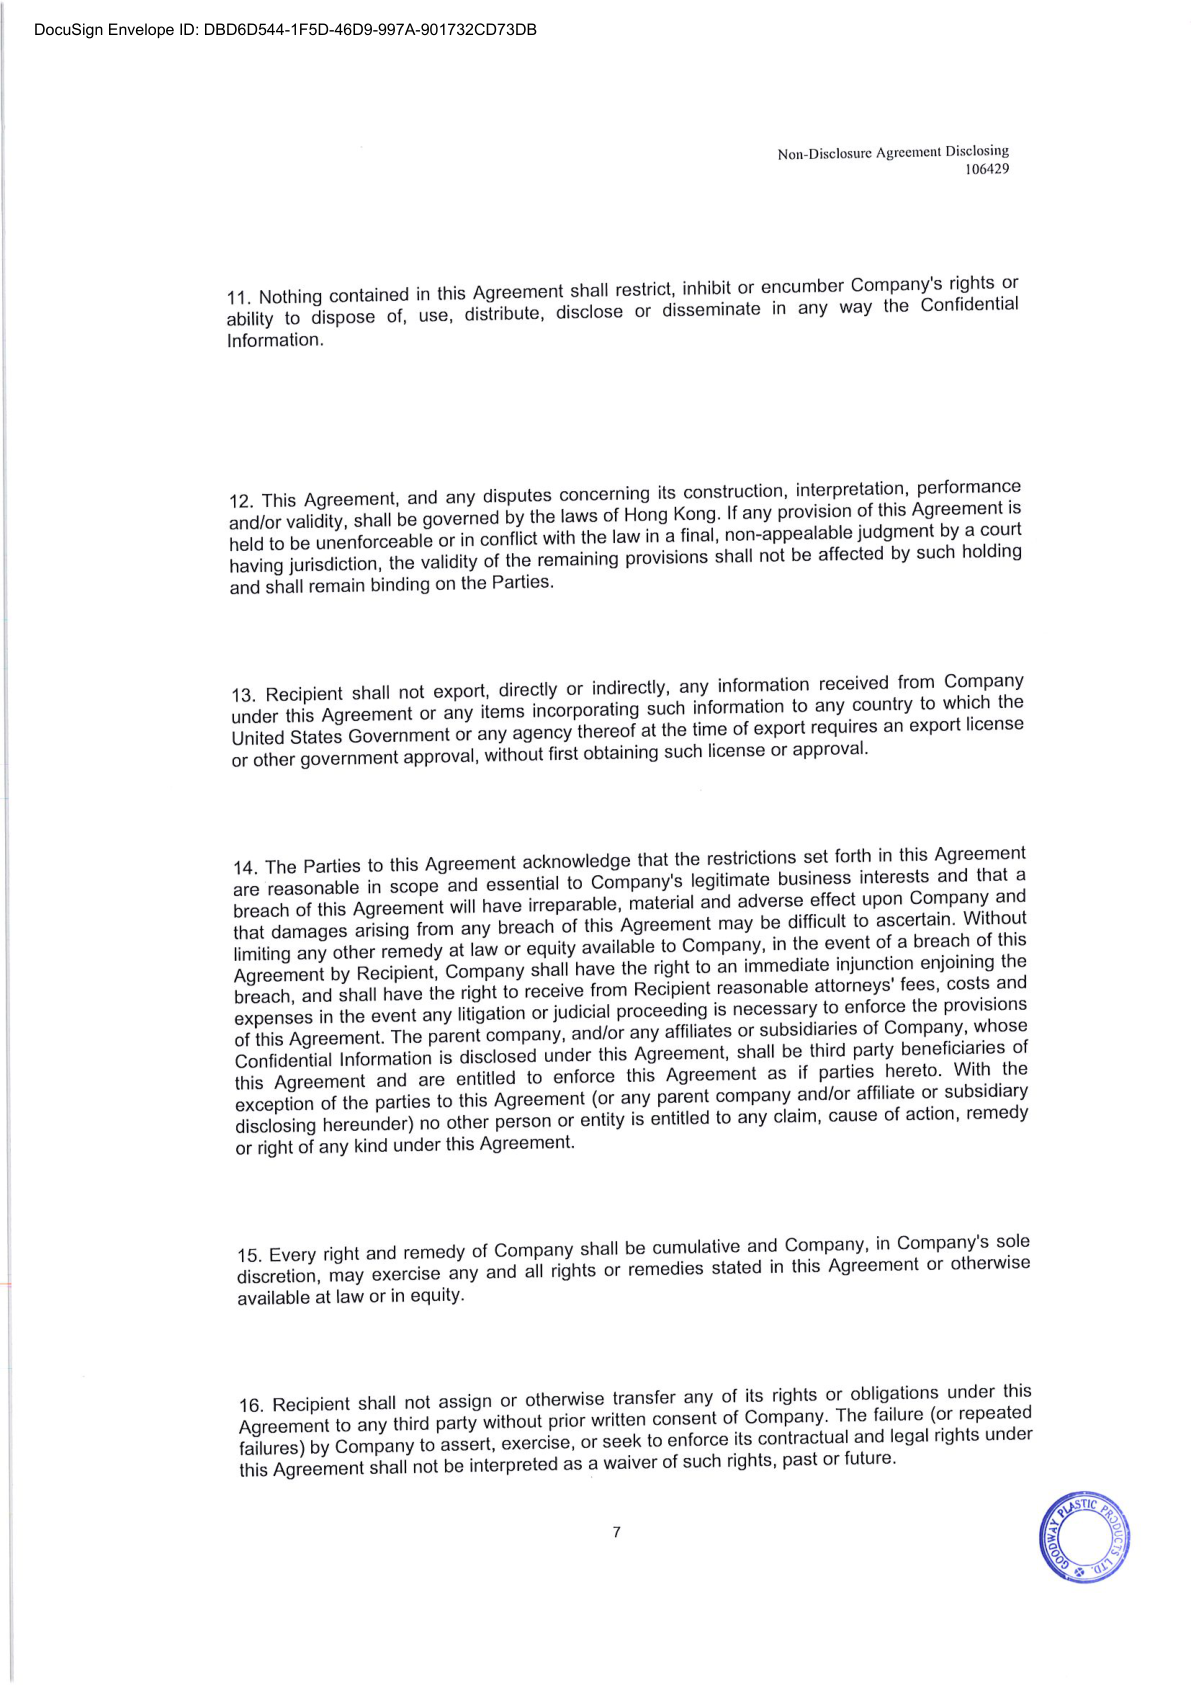 DocuSign Envelope ID: DBD6D544-1F5D-46D9-997A-901732CD73DB
Non-Disclosure Agreement Disclosing
106429
11. Nothing contained in this Agreement shall restrict, inhibit or encumber Company's rights or
ability to dispose of, use, distribute, disclose or disseminate in any way the Confidential
Information.
12. This Agreement, and any disputes concerning its construction, interpretation, performance
and/or validity, shall be governed by the laws of Hong Kong. If any provision of this Agreement is
held to be unenforceable or in conflict with the law in a final, non-appealable judgment by a court
having jurisdiction, the validity of the remaining provisions shall not be affected by such holding
and shall remain binding on the Parties.
13. Recipient shall not export, directly or indirectly, any information received from Company
under this Agreement or any items incorporating such information to any country to which the
United States Government or any agency thereof at the time of export requires an export license
or other government approval, without first obtaining such license or approval.
14. The Parties to this Agreement acknowledge that the restrictions set forth in this Agreement
are reasonable in scope and essential to Company's legitimate business interests and that a
breach of this Agreement will have irreparable, material and adverse effect upon Company and
that damages arising from any breach of this Agreement may be difficult to ascertain. Without
limiting any other remedy at law or equity available to Company, in the event of a breach of this
Agreement by Recipient, Company shall have the right to an immediate injunction enjoining the
breach, and shall have the right to receive from Recipient reasonable attorneys' fees, costs and
expenses in the event any litigation or judicial proceeding is necessary to enforce the provisions
of this Agreement. The parent company, and/or any affiliates or subsidiaries of Company, whose
Confidential Information is disclosed under this Agreement, shall be third party beneficiaries of
this Agreement and are entitled to enforce this Agreement as if parties hereto. With the
exception of the parties to this Agreement (or any parent company and/or affiliate or subsidiary
disclosing hereunder) no other person or entity is entitled to any claim, cause of action, remedy
or right of any kind under this Agreement.
15. Every right and remedy of Company shall be cumulative and Company, in Company's sole
discretion, may exercise any and all rights or remedies stated in this Agreement or otherwise
available at law or in equity.
16. Recipient shall not assign or otherwise transfer any of its rights or obligations under this
Agreement to any third party without prior written consent of Company. The failure (or repeated
failures) by Company to assert, exercise, or seek to enforce its contractual and legal rights under
this Agreement shall not be interpreted as a waiver of such rights, past or future.
7
GOODWAY PLASTIC PRODUCTS LTD.